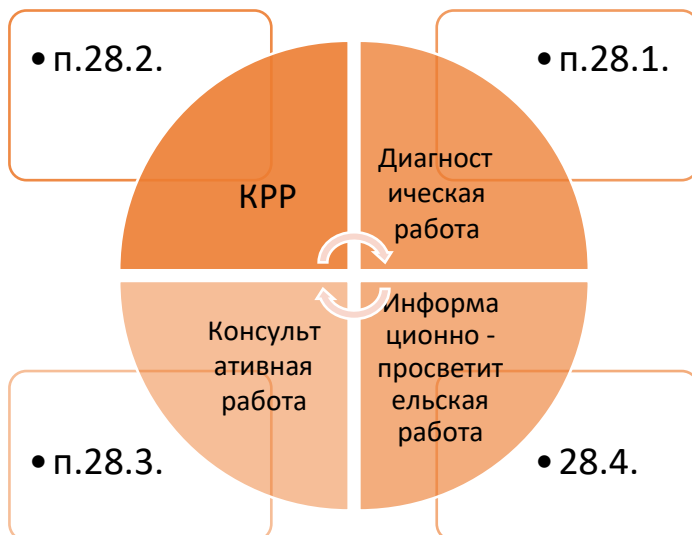 • п.28.2.
• п.28.1.
КРР
Диагност
ическая
работа
Консульт
ативная
работа
Информа
ционно -
просветит
ельская
работа
• п.28.3.
• 28.4.